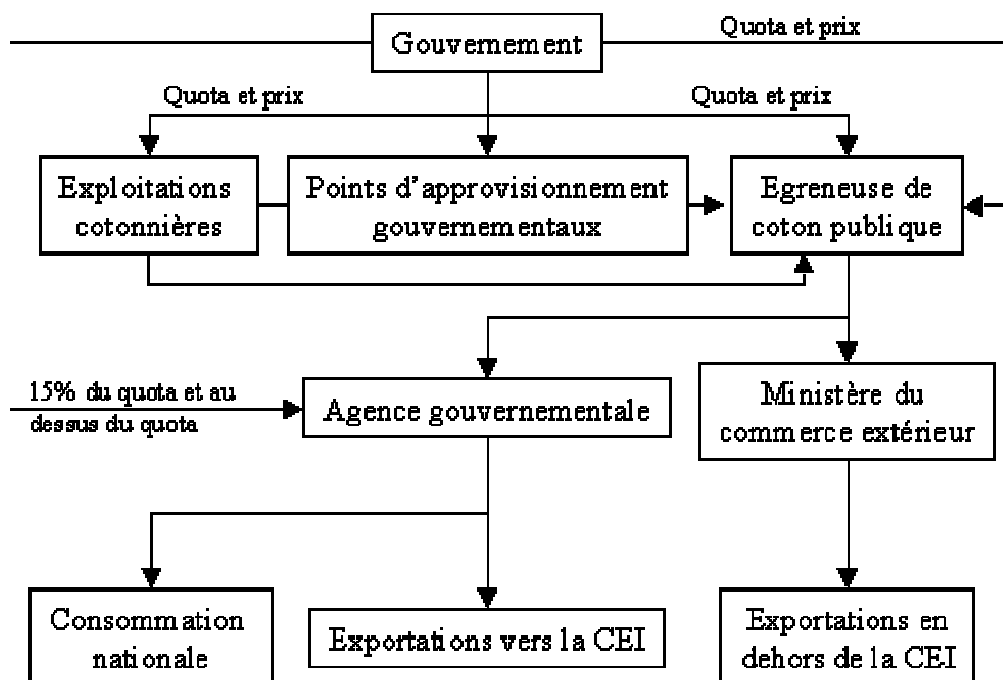 Gouvernement
Quota et prix
Quota et prix
Quota et prix
Exploitations
cotonnières
Points d'approvisionnement
gouvernementaux
Egreneuse de
coton publique
15% du quota et au
dessus du quota
Agence gouvernementale
Ministère du
commerce extérieur
Consommation
nationale
Exportations vers la CEI
Exportations en
dehors de la CEI